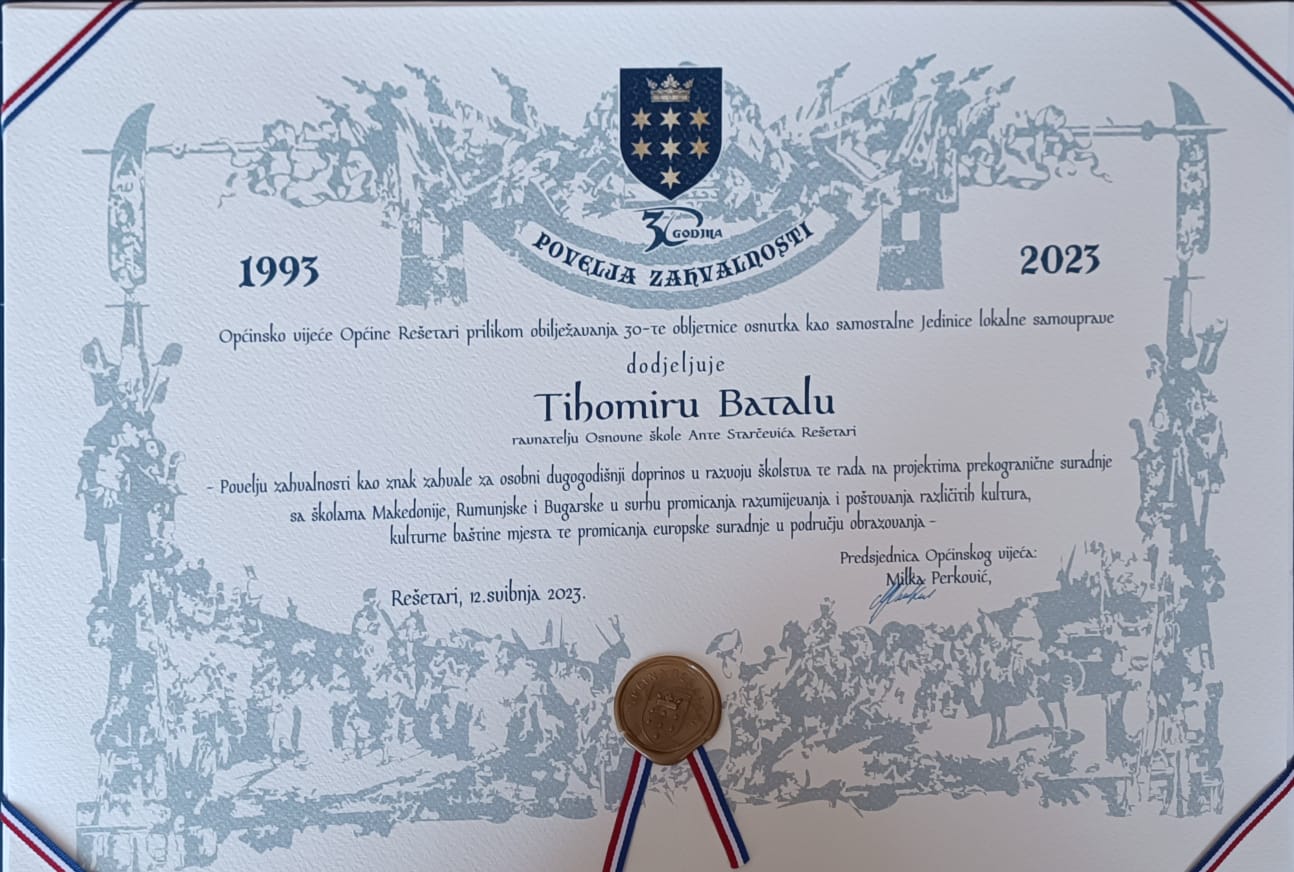 30 GODINA
POVELJA ZAHVALNOSTI
1993
2023
Općinsko vijeće Općine Rešetari prilikom obilježavanja 30-te obljetnice osnutka kao samostalne Jedinice lokalne samouprave
dodjeljuje
Tihomiru Batalu
ravnatelju Osnovne škole Ante Starčevića Rešetari
- Povelju zahvalnosti kao znak zahvale za osobni dugogodišnji doprinos u razvoju školstva te rada na projektima prekogranične suradnje
sa školama Makedonije, Rumunjske i Bugarske u svrhu promicanja razumijevanja i poštovanja različitih kultura,
kulturne baštine mjesta te promicanja europske suradnje u području obrazovanja -
Predsjednica Općinskog vijeća:
Milka Perković,
Rešetari, 12.svibnja 2023.